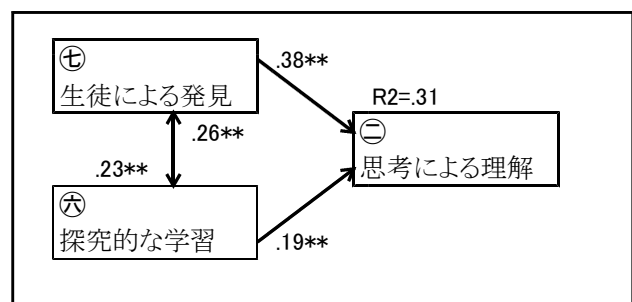 ㊆
生徒による発見
.38**
R2=.31
㊁
思考による理解
.26**
.23**
㊅
探究的な学習
.19**